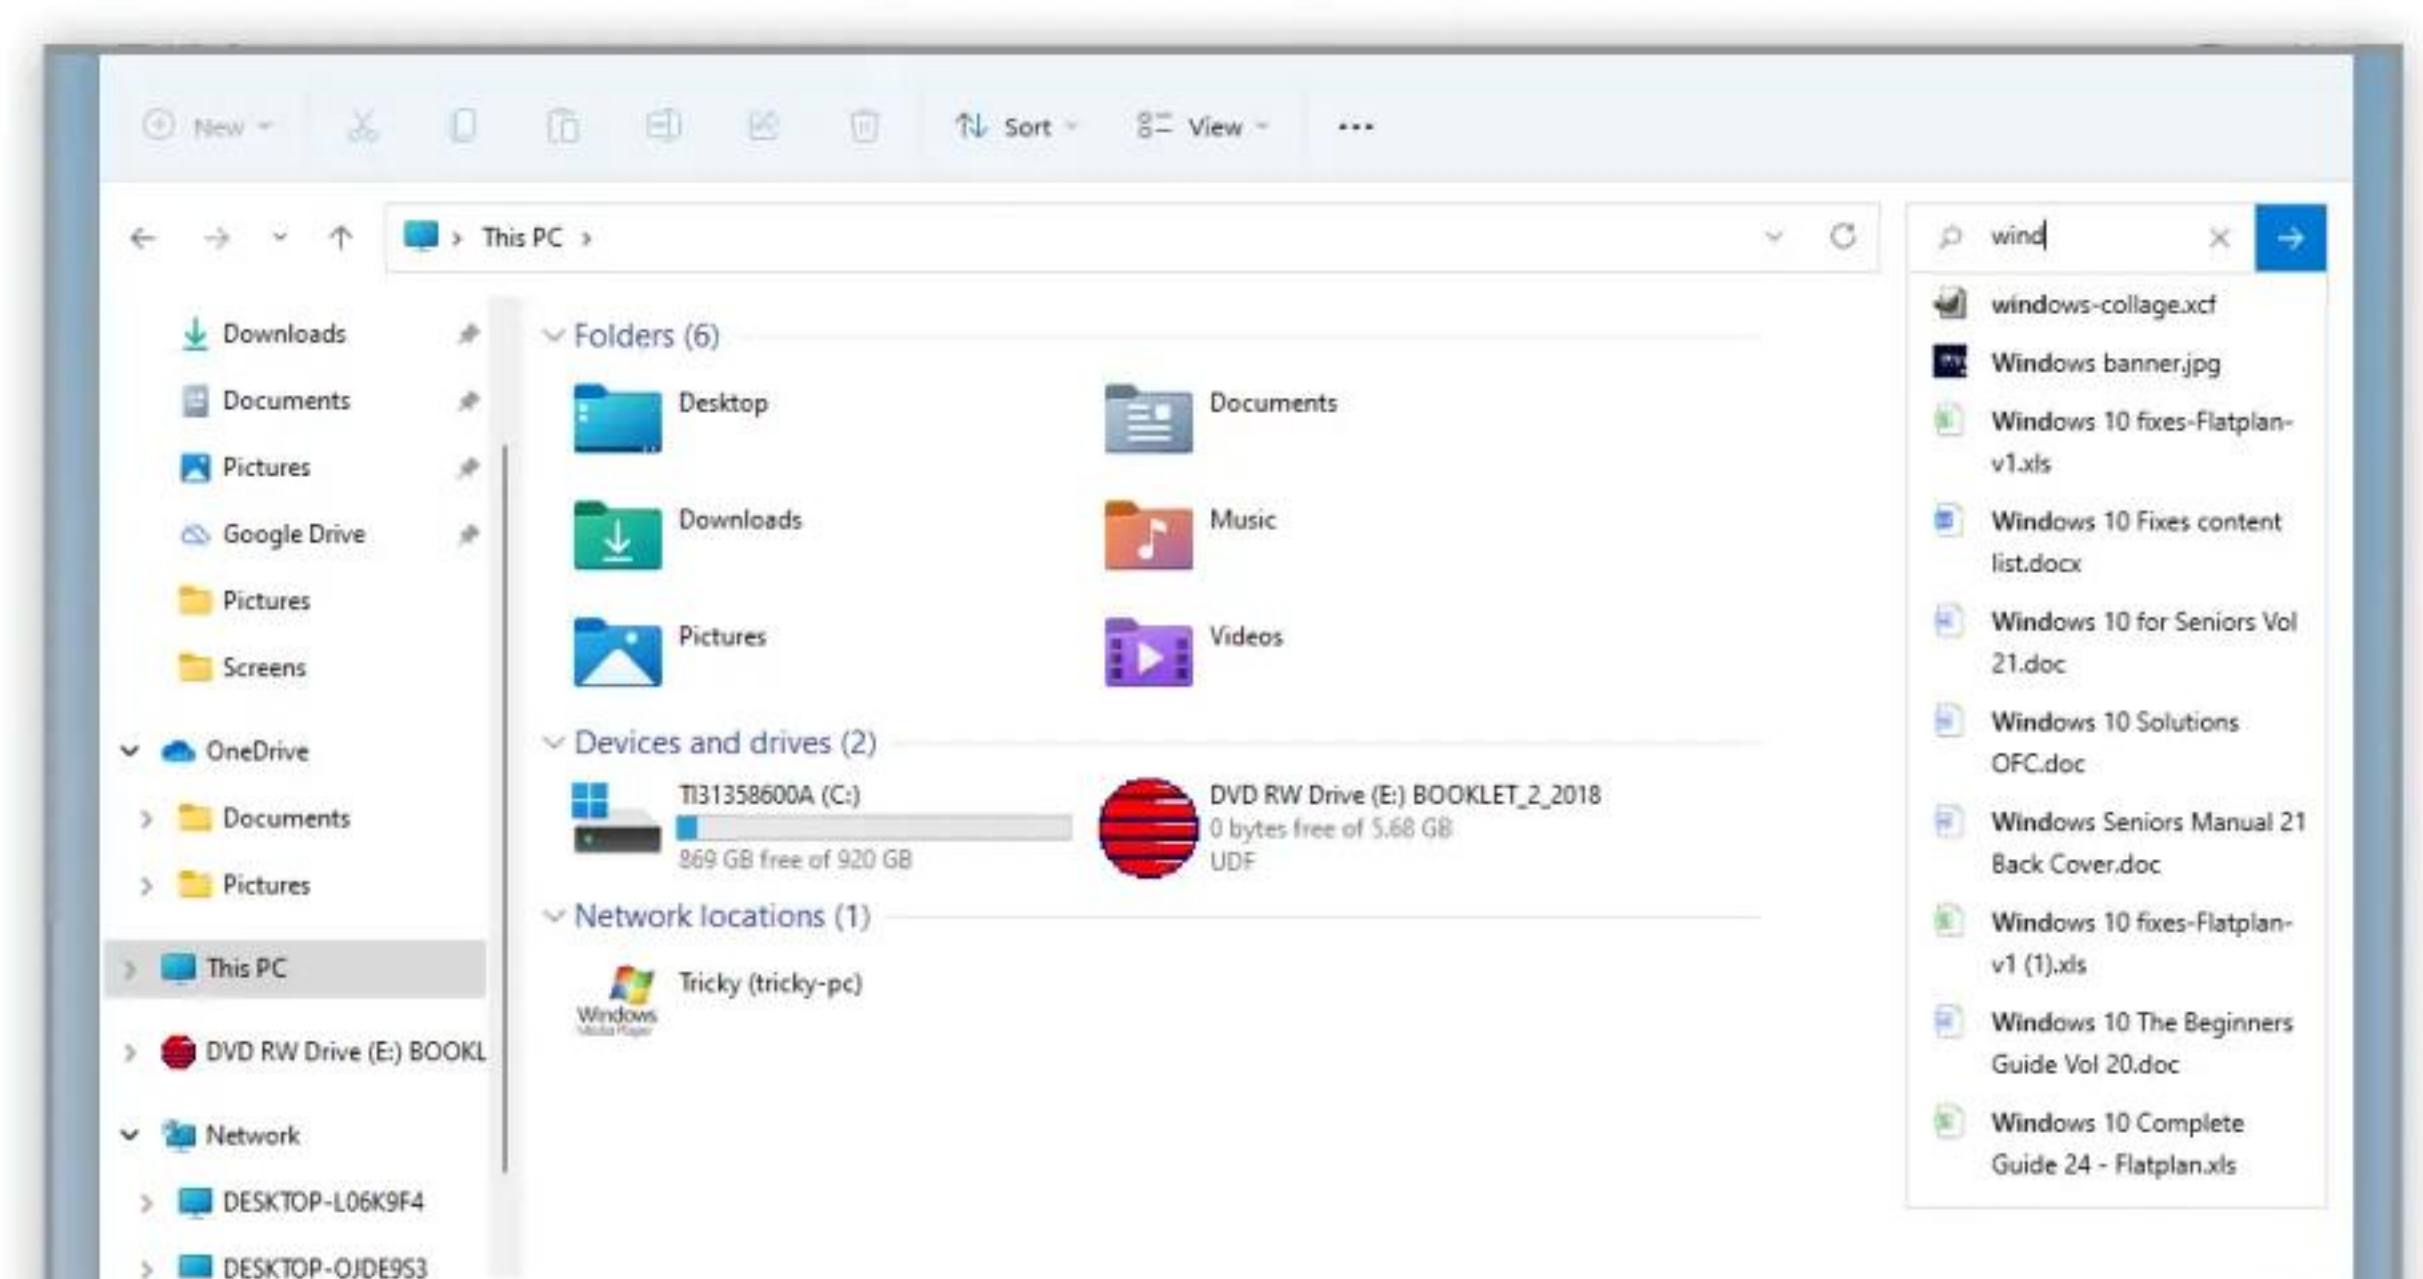 New
Sort
View
This PC
wind
Downloads
Documents
Pictures
Google Drive
Pictures
Screens
OneDrive
Documents
Pictures
This PC
DVD RW Drive (E:) BOOKL
Network
DESKTOP-L06K9F4
DESKTOP-OJDE9S3
Folders (6)
Desktop
Documents
Downloads
Music
Pictures
Videos
Devices and drives (2)
TI31358600A (C:)
869 GB free of 920 GB
DVD RW Drive (E:) BOOKLET_2_2018
0 bytes free of 5.68 GB
UDF
Network locations (1)
Tricky (tricky-pc)
Windows
Media Player
windows-collage.xcf
Windows banner.jpg
Windows 10 fixes-Flatplan-
v1.xls
Windows 10 Fixes content
list.docx
Windows 10 for Seniors Vol
21.doc
Windows 10 Solutions
OFC.doc
Windows Seniors Manual 21
Back Cover.doc
Windows 10 fixes-Flatplan-
v1 (1).xls
Windows 10 The Beginners
Guide Vol 20.doc
Windows 10 Complete
Guide 24 - Flatplan.xls